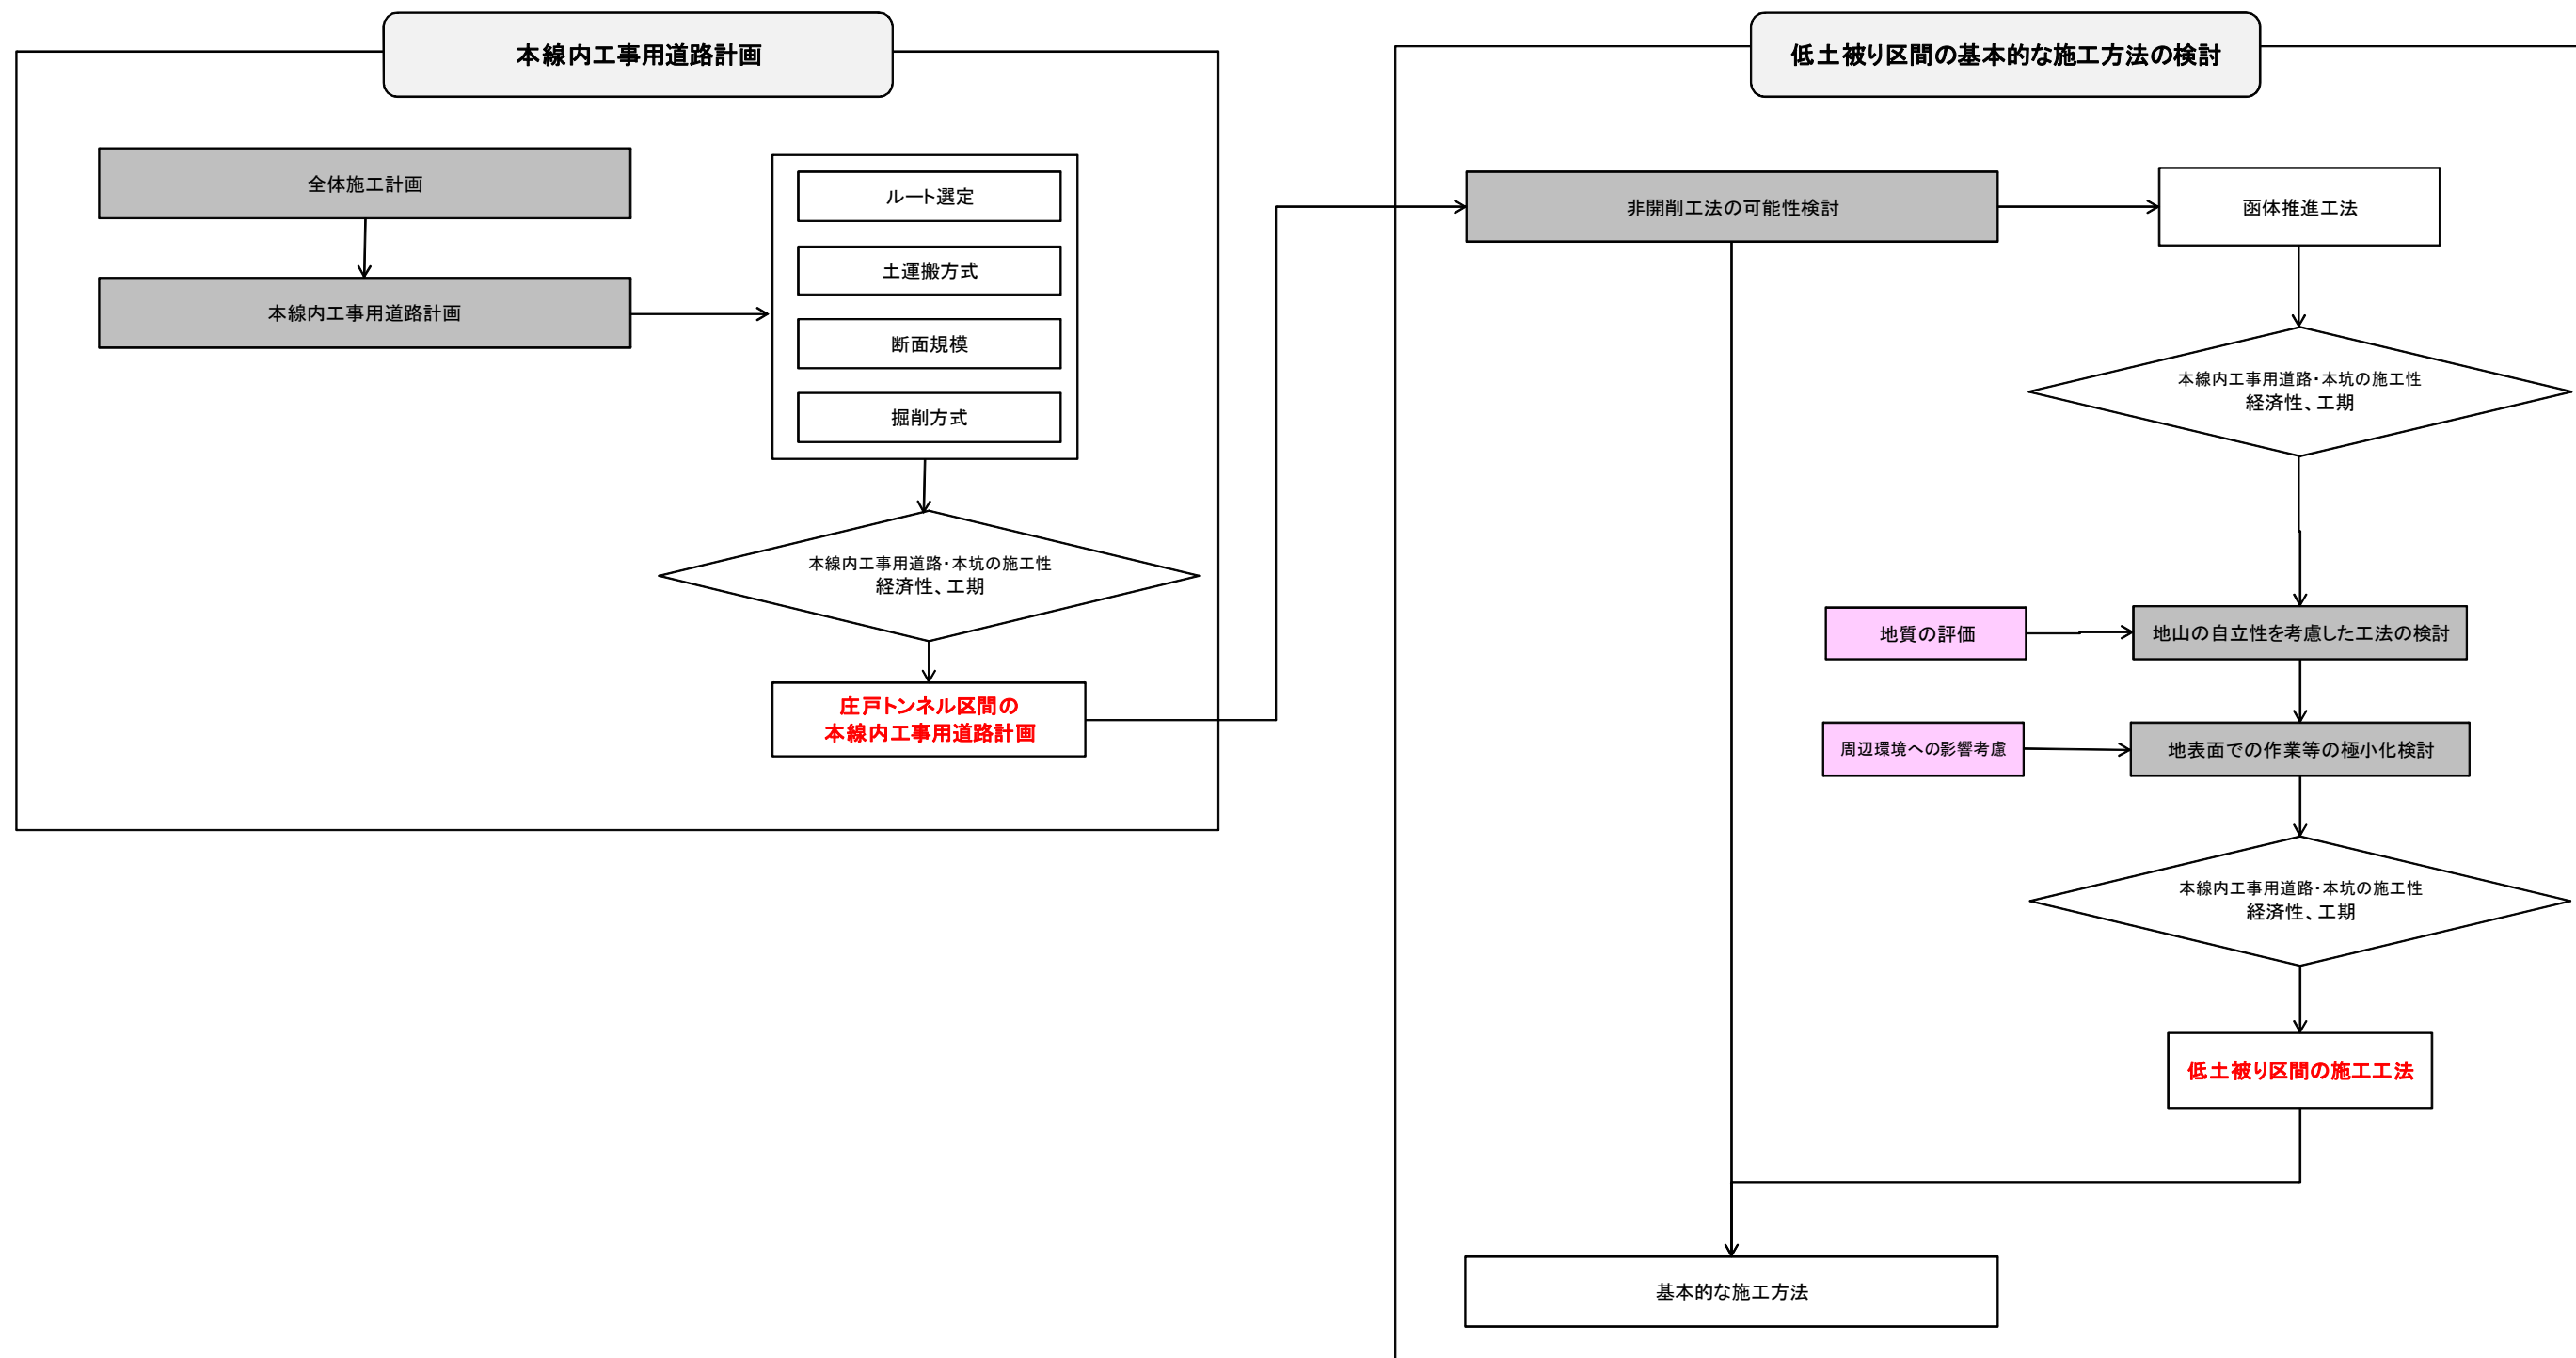 本線内工事用道路計画
全体施工計画
本線内工事用道路計画
ルート選定
土運搬方式
断面規模
掘削方式
本線内工事用道路・本坑の施工性
経済性、工期
庄戸トンネル区間の
本線内工事用道路計画
低土被り区間の基本的な施工方法の検討
非開削工法の可能性検討
函体推進工法
本線内工事用道路・本坑の施工性
経済性、工期
地質の評価
地山の自立性を考慮した工法の検討
周辺環境への影響考慮
地表面での作業等の極小化検討
本線内工事用道路・本坑の施工性
経済性、工期
低土被り区間の施工工法
基本的な施工方法